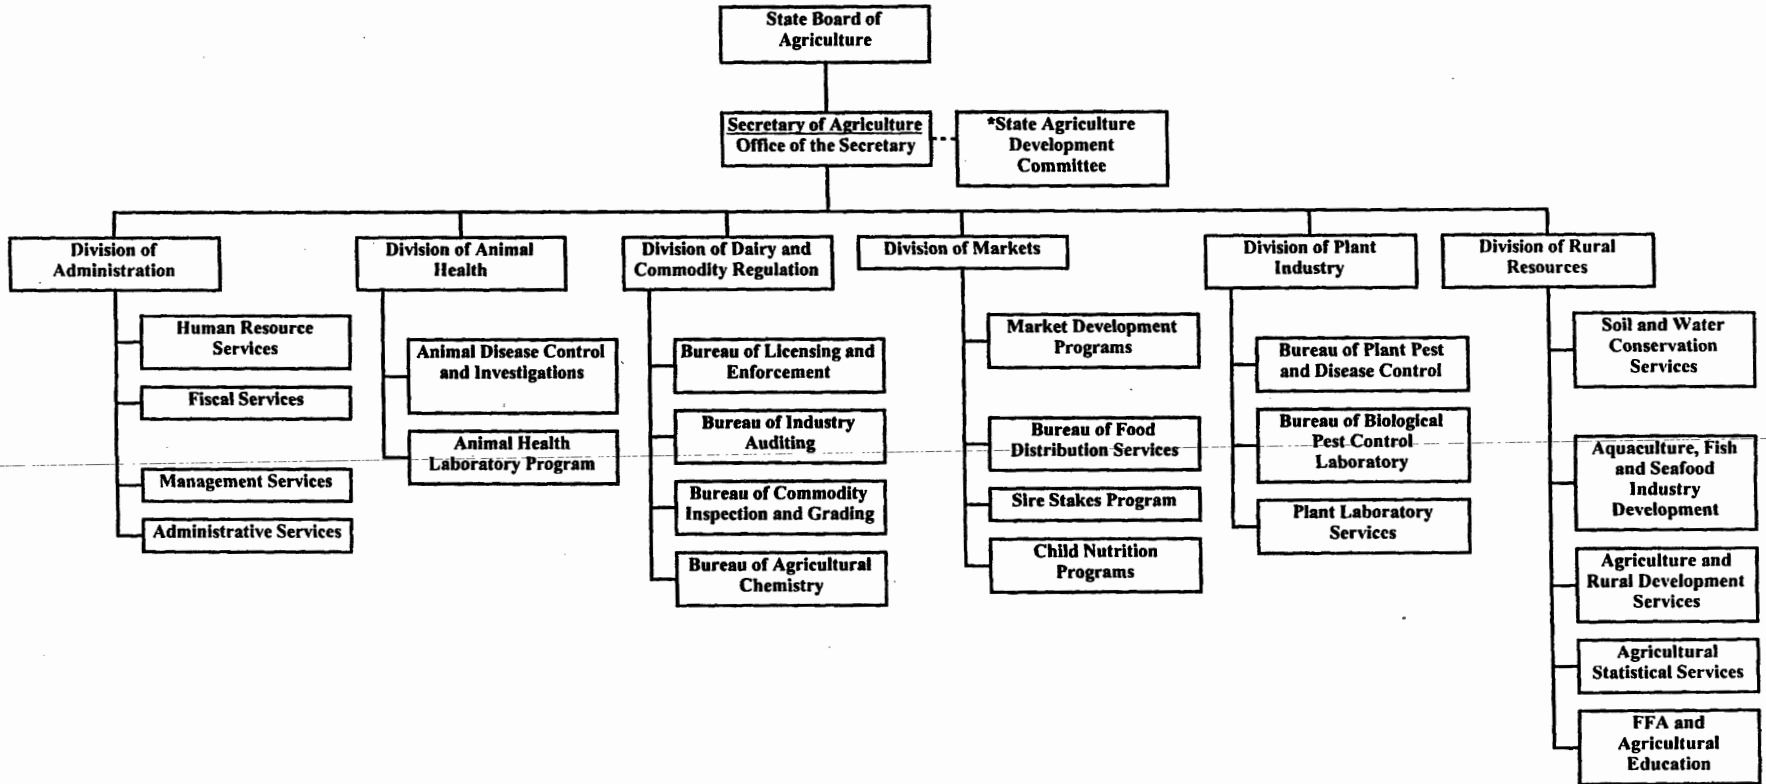 State Board of
Agriculture
Secretary of Agriculture
Office of the Secretary
*State Agriculture
Development
Committee
Division of
Administration
Human Resource
Services
Fiscal Services
Management Services
Administrative Services
Division of Animal
Health
Animal Disease Control
and Investigations
Animal Health
Laboratory Program
Division of Dairy and
Commodity Regulation
Bureau of Licensing and
Enforcement
Bureau of Industry
Auditing
Bureau of Commodity
Inspection and Grading
Bureau of Agricultural
Chemistry
Division of Markets
Market Development
Programs
Bureau of Food
Distribution Services
Sire Stakes Program
Child Nutrition
Programs
Division of Plant
Industry
Bureau of Plant Pest
and Disease Control
Bureau of Biological
Pest Control
Laboratory
Plant Laboratory
Services
Division of Rural
Resources
Soil and Water
Conservation
Services
Aquaculture, Fish
and Seafood
Industry
Development
Agriculture and
Rural Development
Services
Agricultural
Statistical Services
FFA and
Agricultural
Education